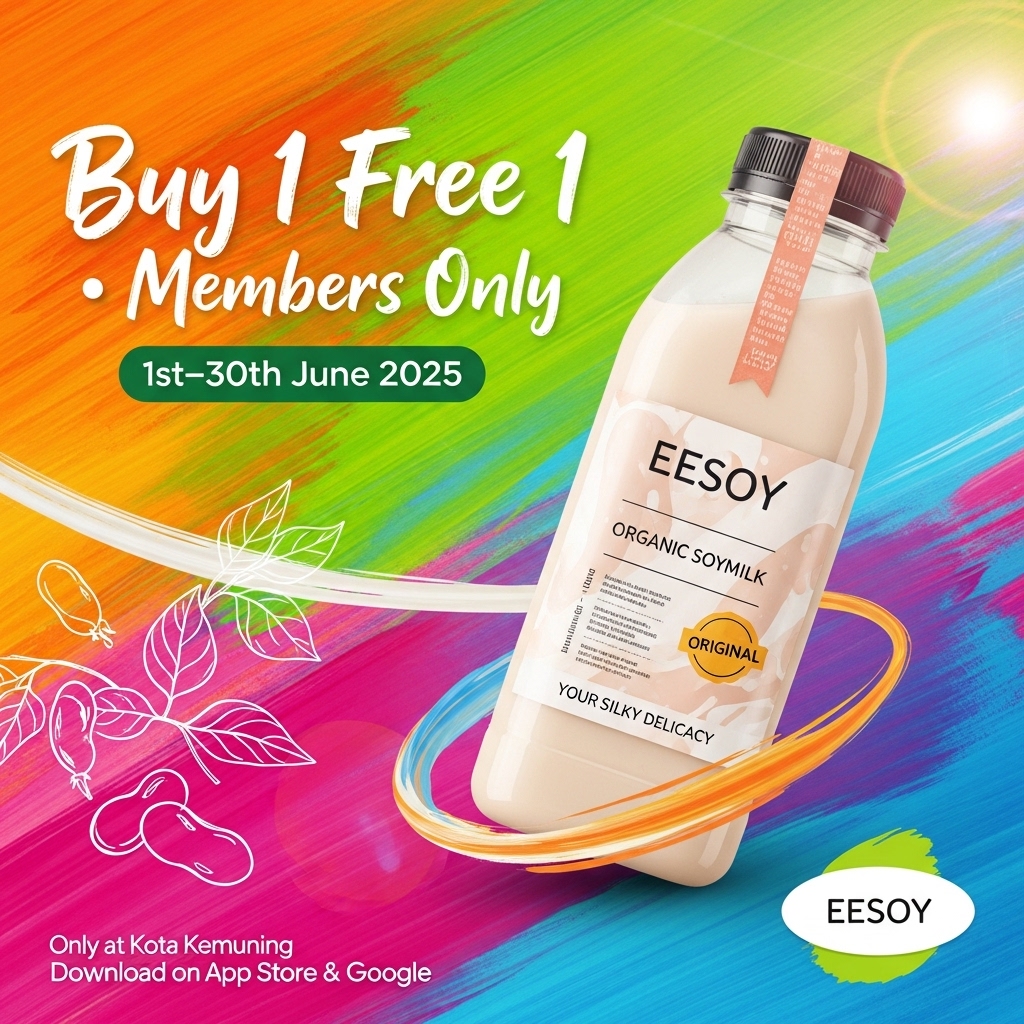 Buy 1 Free 1
• Members Only
1st–30th June 2025
EESOY
ORGANIC SOYMILK
ORIGINAL
YOUR SILKY DELICACY
Only at Kota Kemuning
Download on App Store & Google
EESOY